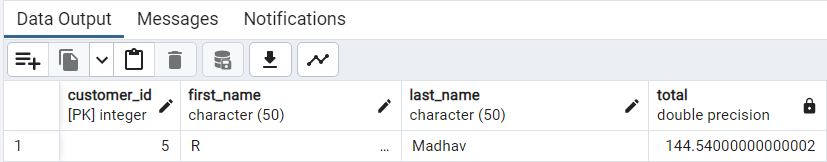 Data Output Messages Notifications
customer_id first_name last_name total
[PK] integer character (50) character (50) double precision
1 5 R ... Madhav 144.54000000000002